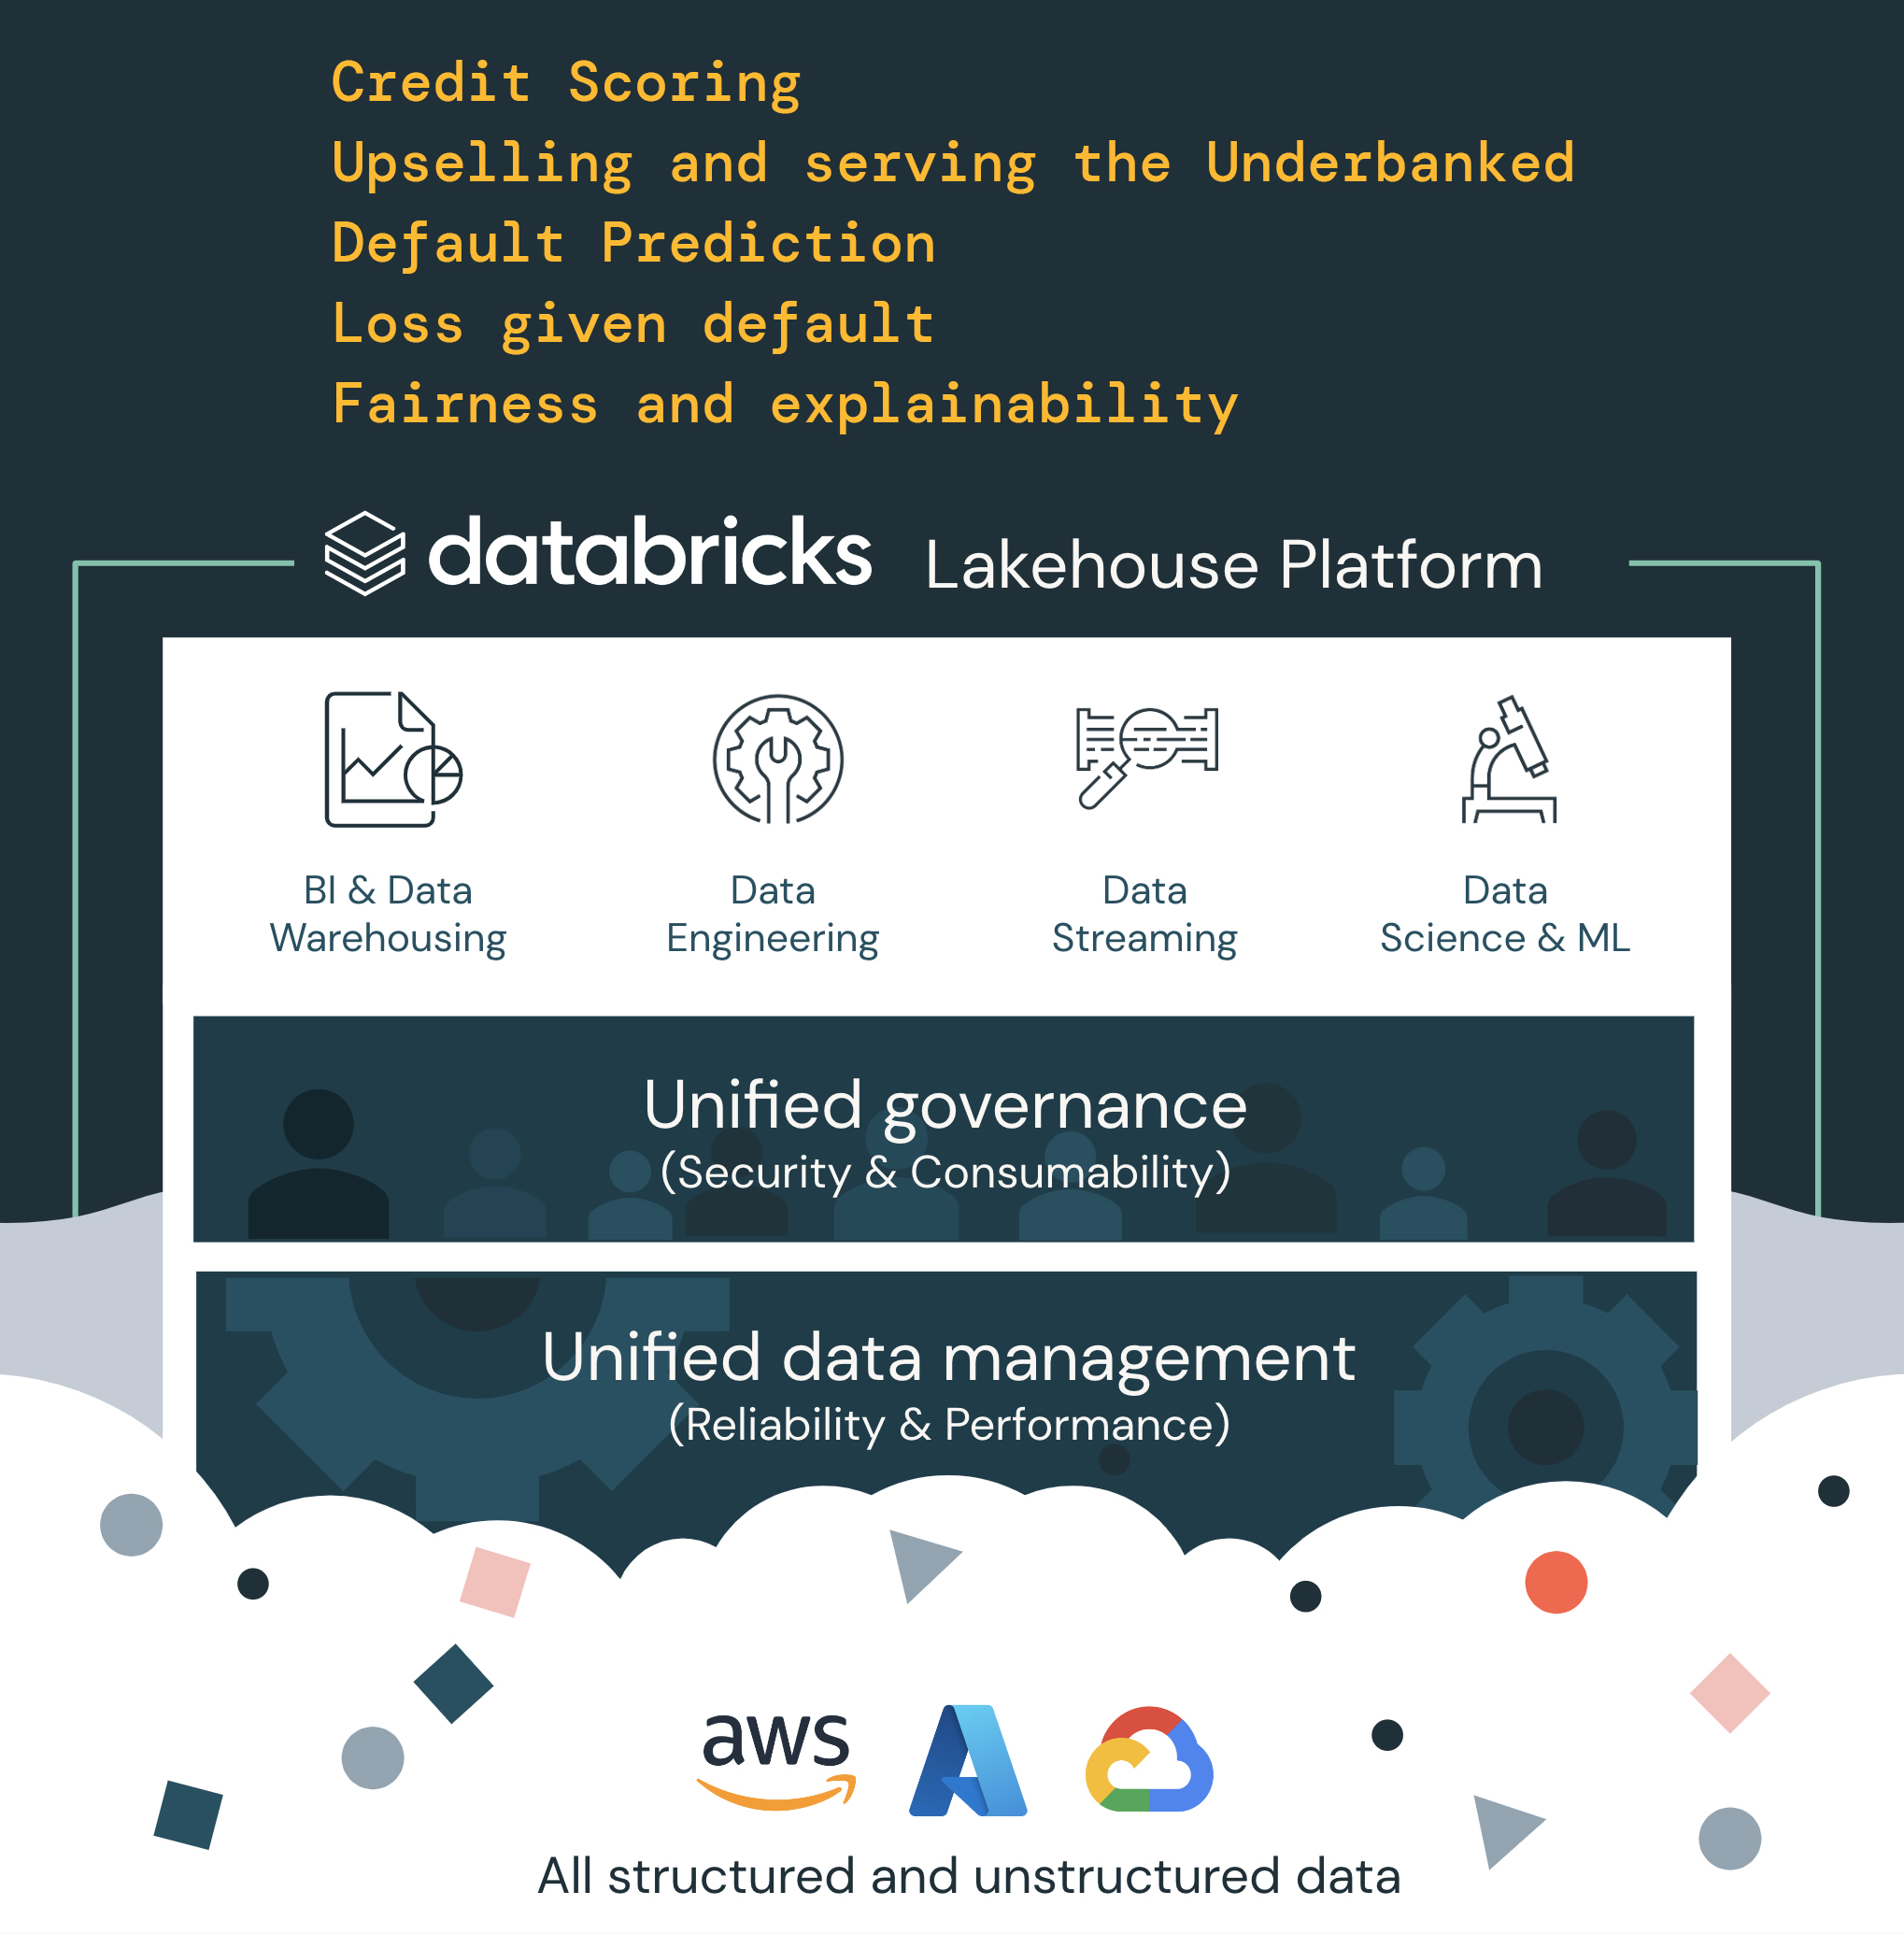 Credit Scoring
Upselling and serving the Underbanked
Default Prediction
Loss given default
Fairness and explainability
databricks Lakehouse Platform
BI & Data
Warehousing
Data
Engineering
Data
Streaming
Data
Science & ML
Unified governance
(Security & Consumability)
Unified data management
(Reliability & Performance)
aws
All structured and unstructured data